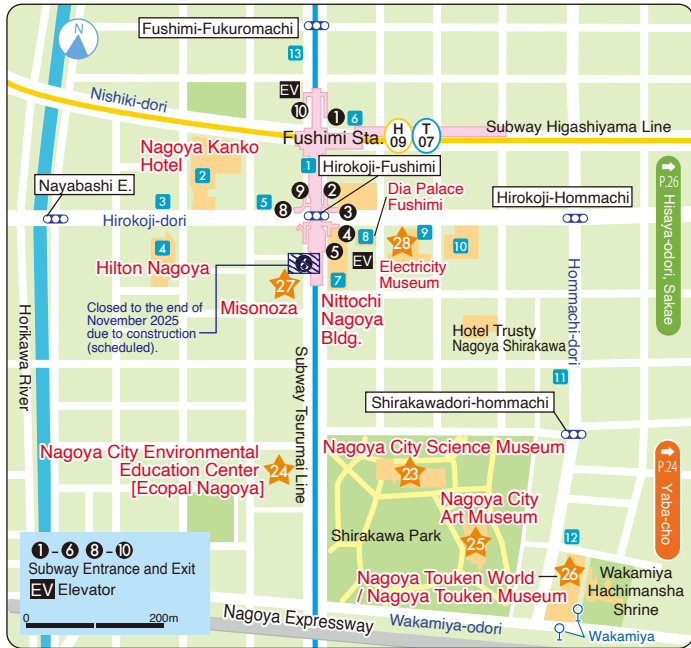 Fushimi-Fukuromachi
N
13
EV
Nishiki-dori
10
1
6
Fushimi Sta.
H
09
T
07
Subway Higashiyama Line
Nagoya Kanko
Hotel
1
Hirokoji-Fushimi
P.26
Hisaya-odori, Sakae
Nayabashi E.
2
9
2
Dia Palace
Fushimi
Hirokoji-Hommachi
3
5
8
3
Hirokoji-dori
4
8
28
9
10
4
5
EV
Electricity
Museum
Hilton Nagoya
6
27
7
Misonoza
Nittochi
Nagoya
Bldg.
Closed to the end of
November 2025
due to construction
(scheduled).
Horikawa River
Hommachi-dori
Hotel Trusty
Nagoya Shirakawa
Subway Tsurumai Line
11
Shirakawadori-hommachi
Nagoya City Environmental
Education Center
[Ecopal Nagoya]
24
Nagoya City Science Museum
23
P.24
Yaba-cho
Nagoya City
Art Museum
Shirakawa Park
25
12
Nagoya Touken World
/ Nagoya Touken Museum
26
Wakamiya
Hachimansha
Shrine
1 - 6 8 - 10
Subway Entrance and Exit
EV Elevator
0 200m
Nagoya Expressway
Wakamiya-odori
Wakamiya